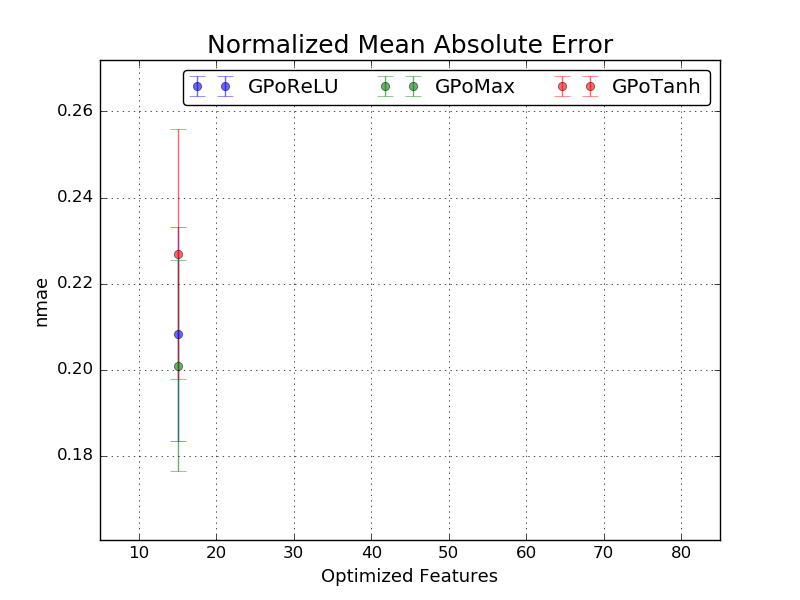 Normalized Mean Absolute Error
GPoReLU GPoMax GPoTanh
0.26
0.24
0.22
0.20
0.18
nmae
10 20 30 40 50 60 70 80
Optimized Features